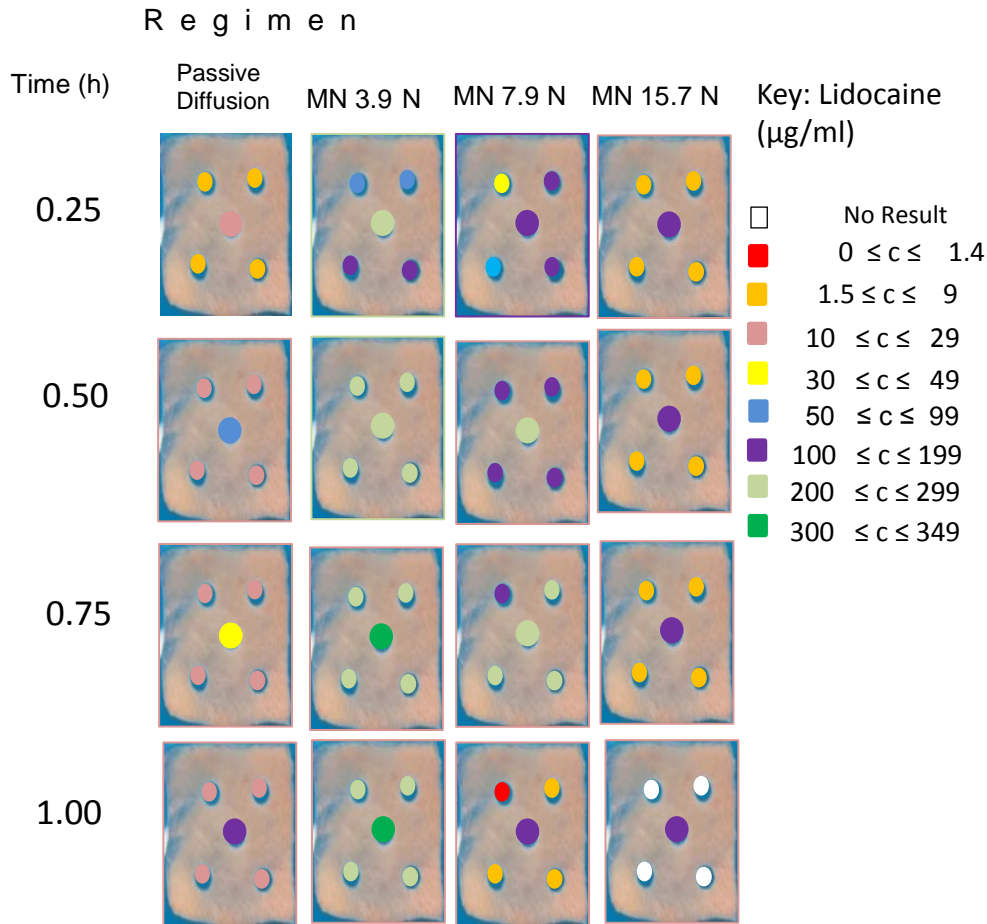 R e g i m e n
Time (h)
Passive
Diffusion
MN 3.9 N
MN 7.9 N
MN 15.7 N
Key: Lidocaine
(µg/ml)
0.25
0.50
0.75
1.00
No Result
0 ≤ c ≤ 1.4
1.5 ≤ c ≤ 9
10 ≤ c ≤ 29
30 ≤ c ≤ 49
50 ≤ c ≤ 99
100 ≤ c ≤ 199
200 ≤ c ≤ 299
300 ≤ c ≤ 349